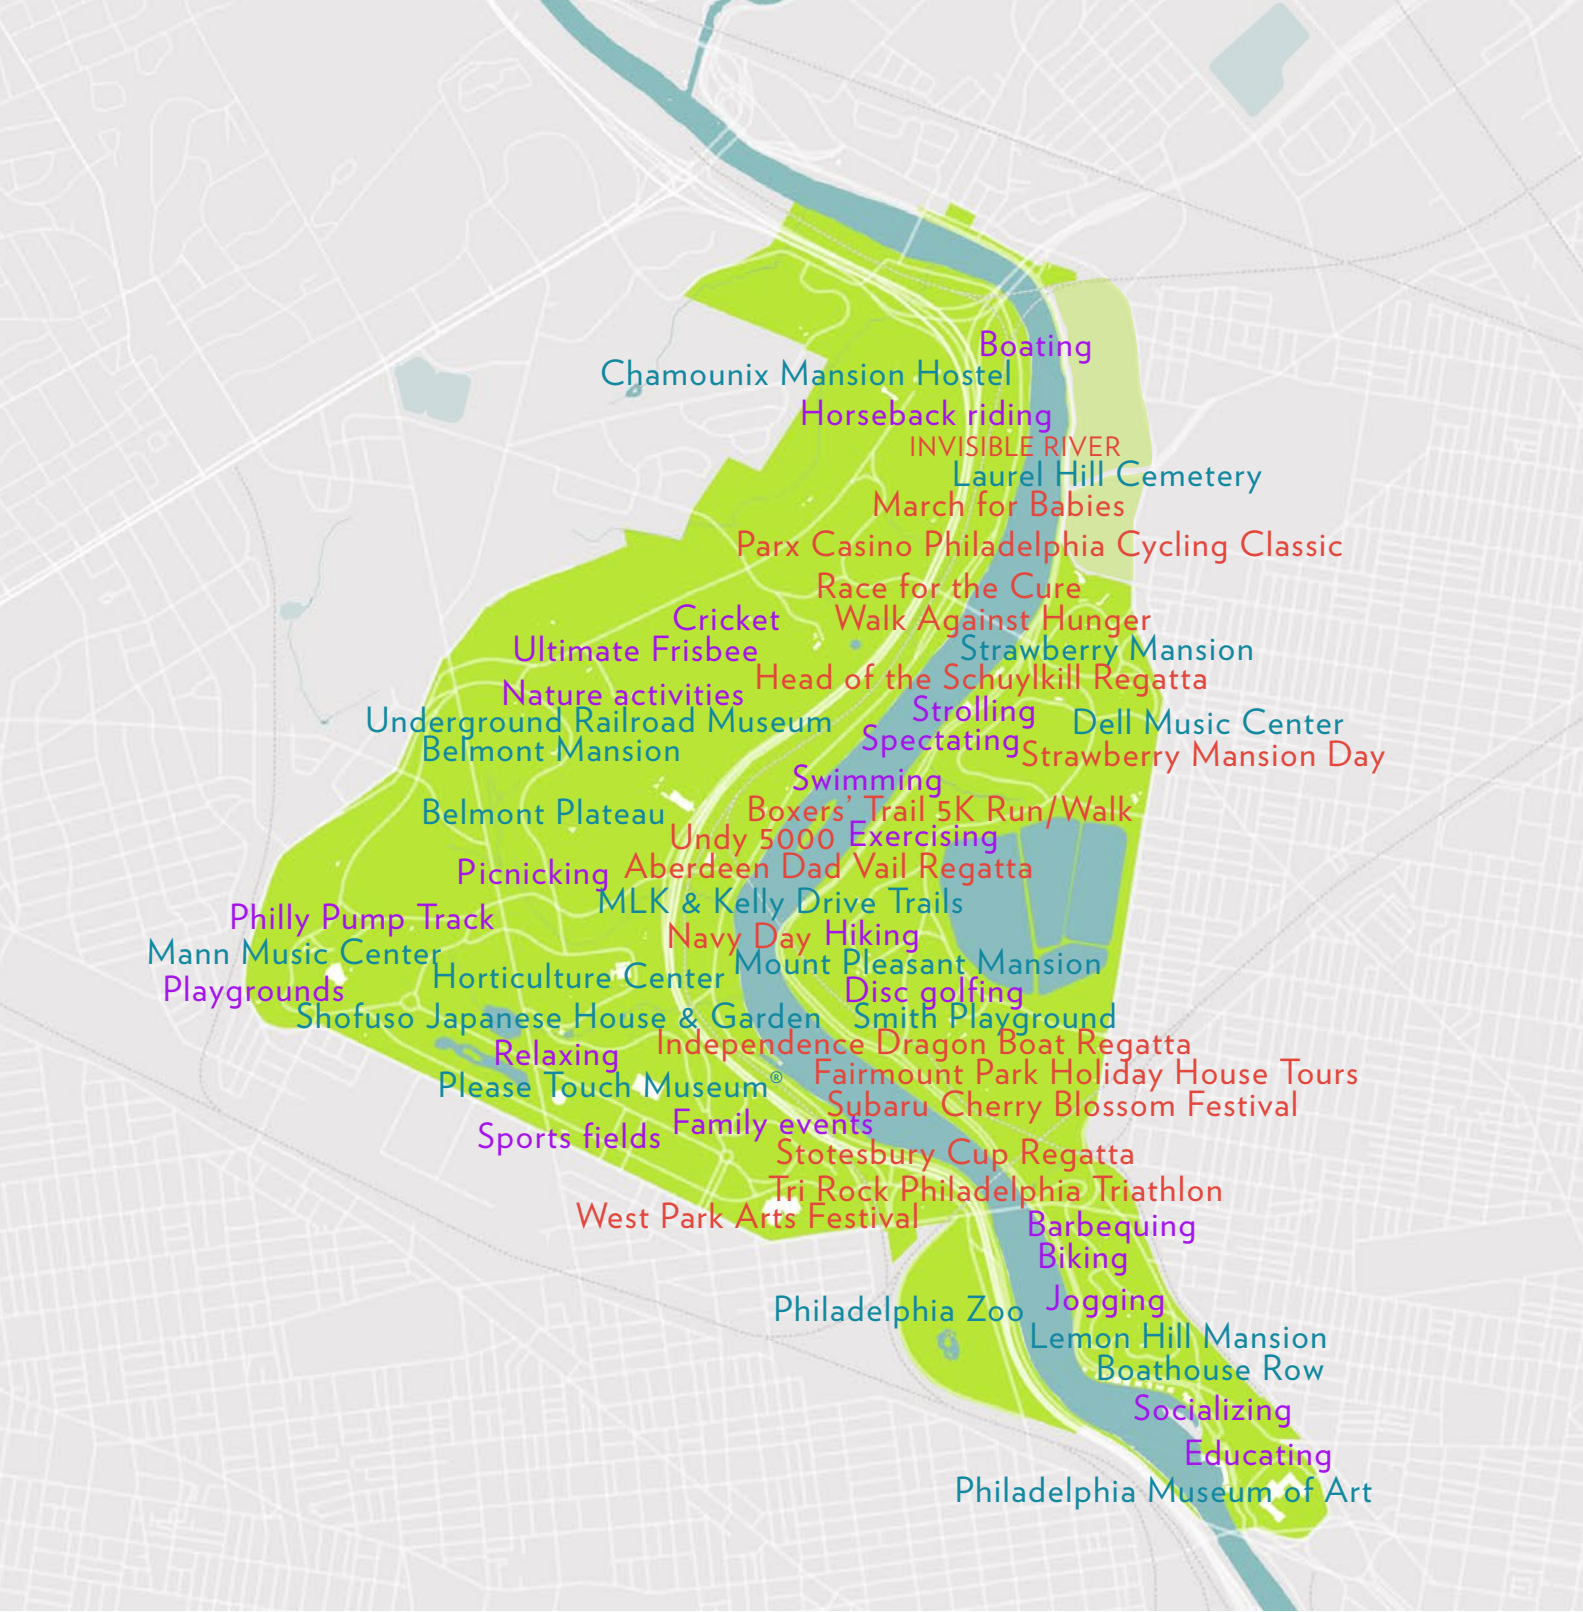 Boating
Chamounix Mansion Hostel
Horseback riding
INVISIBLE RIVER
Laurel Hill Cemetery
March for Babies
Parx Casino Philadelphia Cycling Classic
Race for the Cure
Cricket
Walk Against Hunger
Ultimate Frisbee
Strawberry Mansion
Head of the Schuylkill Regatta
Nature activities
Strolling
Underground Railroad Museum
Dell Music Center
Spectating
Belmont Mansion
Strawberry Mansion Day
Swimming
Belmont Plateau
Boxers' Trail 5K Run/Walk
Undy 5000
Exercising
Picnicking
Aberdeen Dad Vail Regatta
MLK & Kelly Drive Trails
Philly Pump Track
Navy Day
Hiking
Mann Music Center
Mount Pleasant Mansion
Horticulture Center
Playgrounds
Disc golfing
Shofuso Japanese House & Garden
Smith Playground
Independence Dragon Boat Regatta
Relaxing
Fairmount Park Holiday House Tours
Please Touch Museum®
Subaru Cherry Blossom Festival
Family events
Sports fields
Stotesbury Cup Regatta
Tri Rock Philadelphia Triathlon
West Park Arts Festival
Barbequing
Biking
Jogging
Philadelphia Zoo
Lemon Hill Mansion
Boathouse Row
Socializing
Educating
Philadelphia Museum of Art